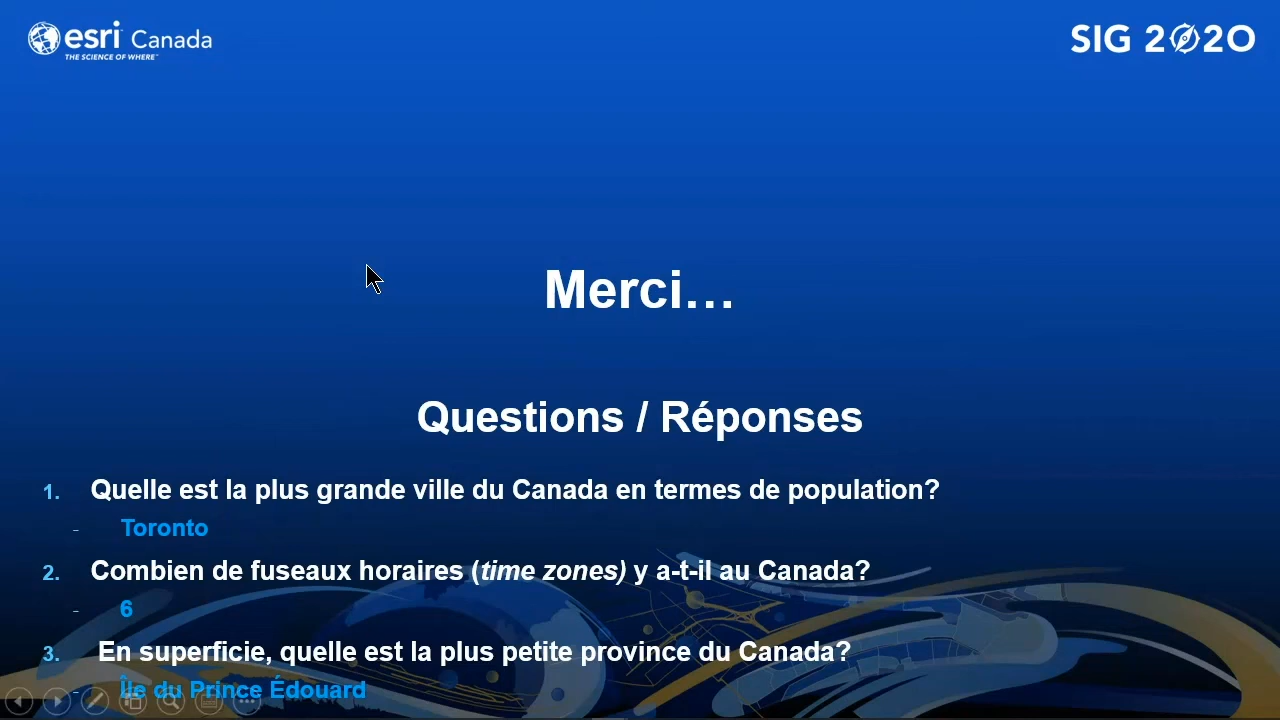 esri Canada
THE SCIENCE OF WHERE™
SIG 2020
Merci…
Questions / Réponses
1. Quelle est la plus grande ville du Canada en termes de population?
- Toronto
2. Combien de fuseaux horaires (time zones) y a-t-il au Canada?
- 6
3. En superficie, quelle est la plus petite province du Canada?
- Île du Prince Édouard